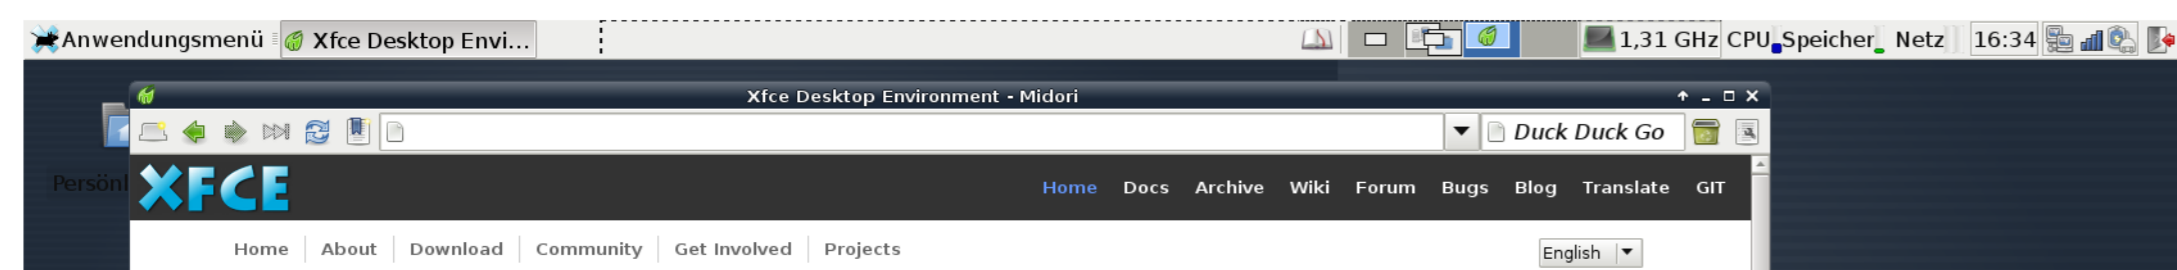 Anwendungsmenü Xfce Desktop Envi... 1,31 GHz CPU Speicher Netz 16:34
Xfce Desktop Environment - Midori
Duck Duck Go
Persönl
XFCE Home Docs Archive Wiki Forum Bugs Blog Translate GIT
Home About Download Community Get Involved Projects English